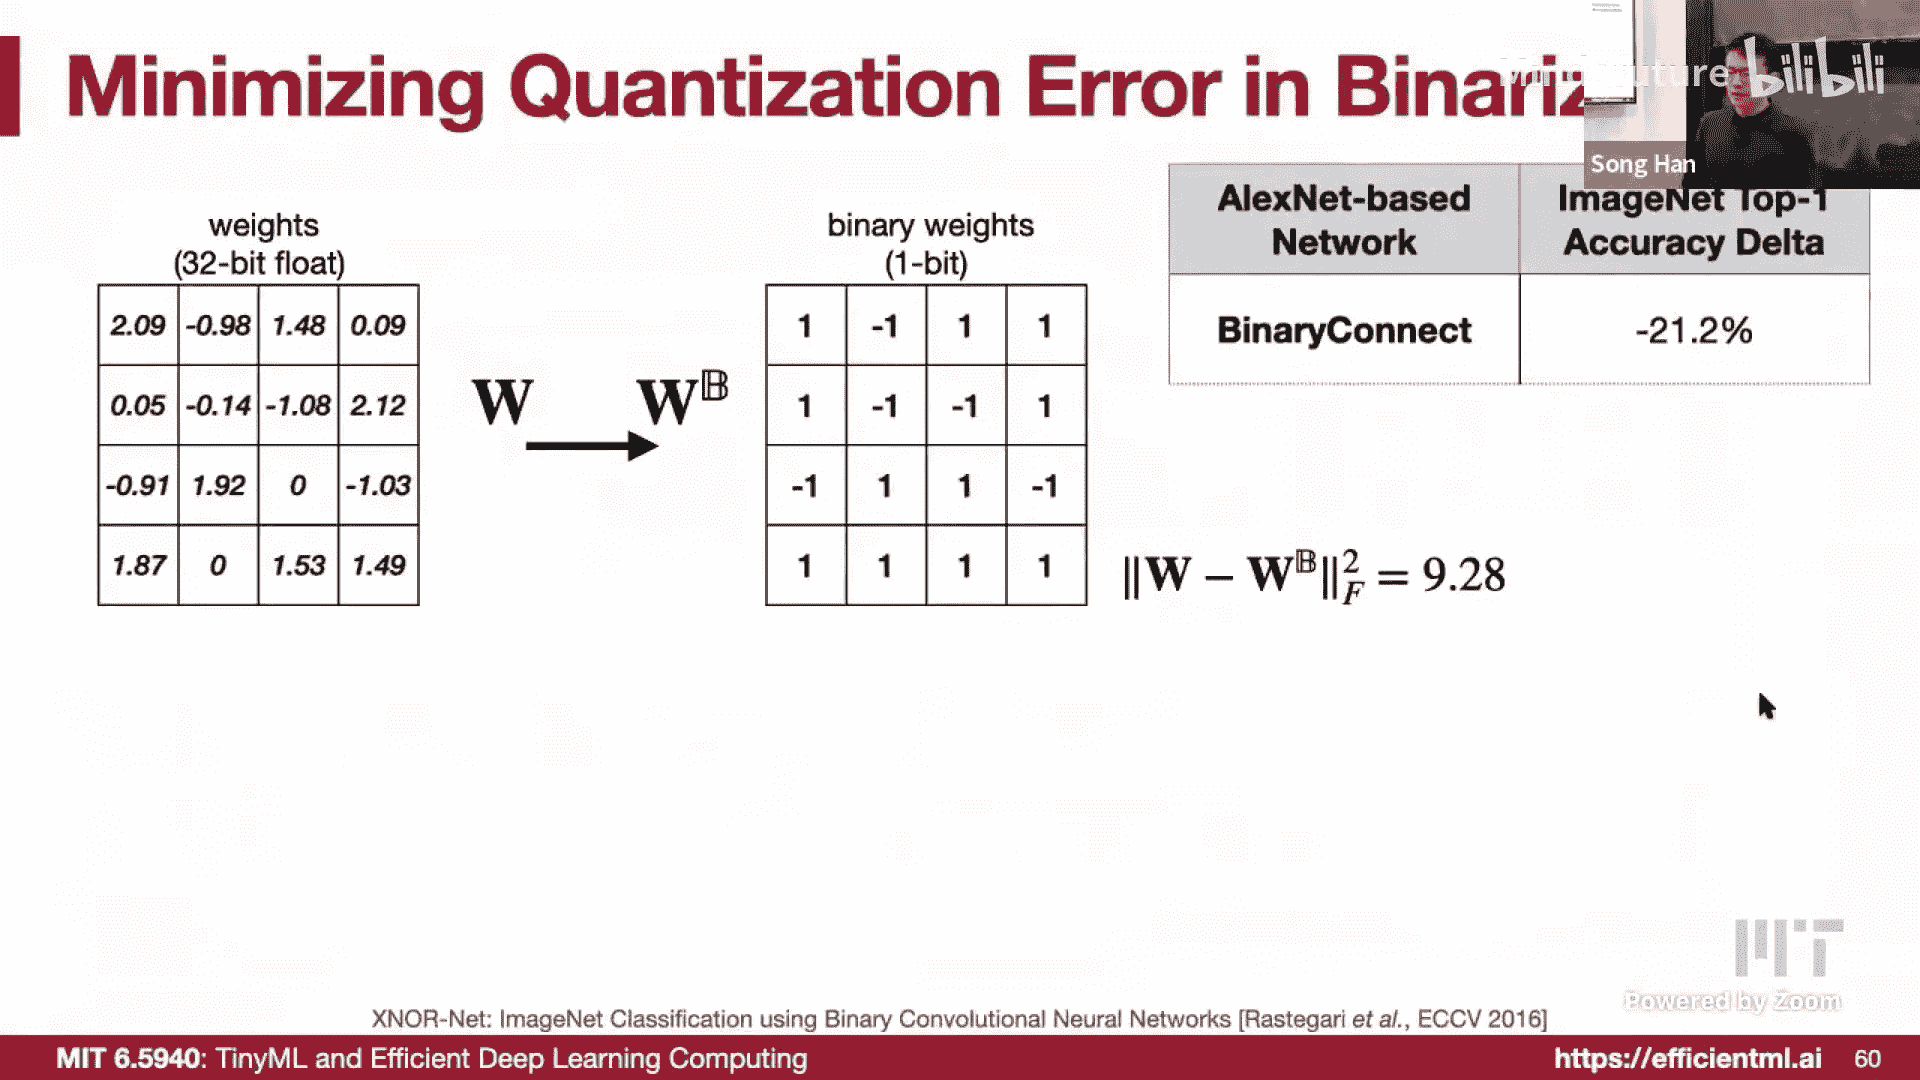 Minimizing Quantization Error in Binariz
bilibili
Song Han
weights
(32-bit float)
2.09 -0.98 1.48 0.09
0.05 -0.14 -1.08 2.12
-0.91 1.92 0 -1.03
1.87 0 1.53 1.49
W → W^𝔹
binary weights
(1-bit)
1 -1 1 1
1 -1 -1 1
-1 1 1 -1
1 1 1 1
AlexNet-based Network
ImageNet Top-1 Accuracy Delta
BinaryConnect -21.2%
‖W − W^𝔹‖²_F = 9.28
MIT
Powered by Zoom
XNOR-Net: ImageNet Classification using Binary Convolutional Neural Networks [Rastegari et al., ECCV 2016]
MIT 6.5940: TinyML and Efficient Deep Learning Computing
https://efficientml.ai 60